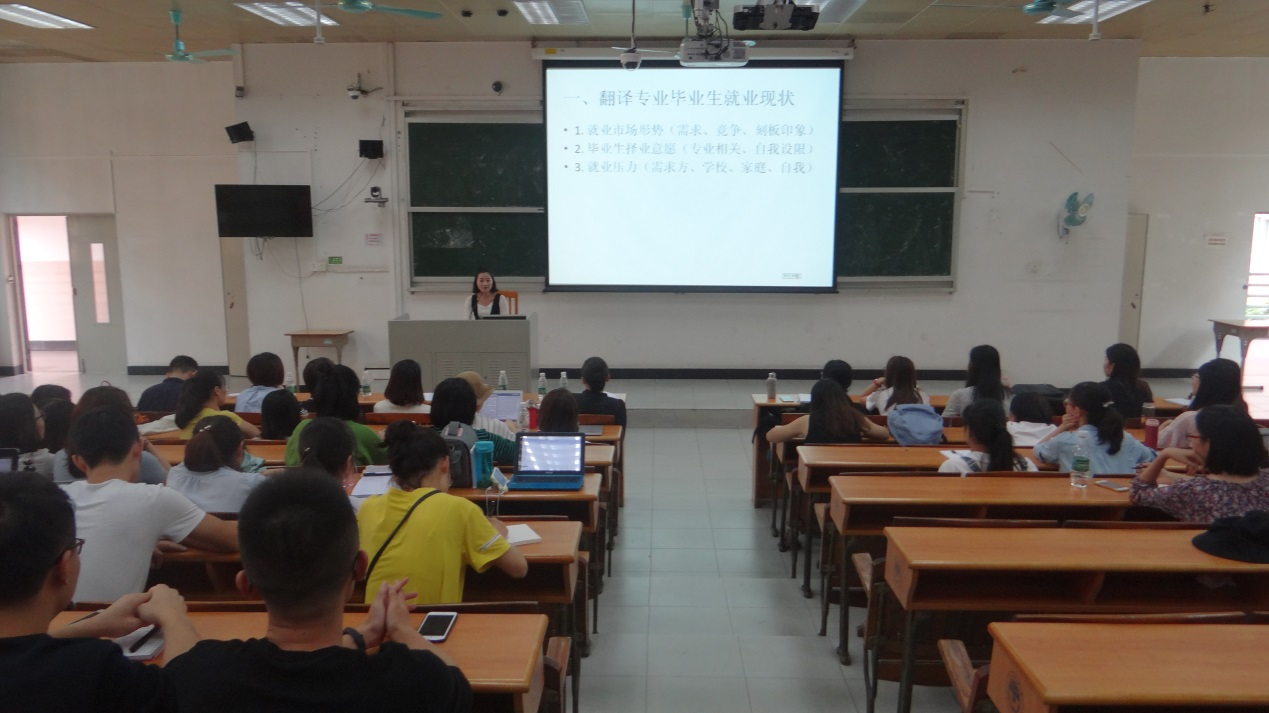 一、翻译专业毕业生就业现状
• 1. 就业市场形势（需求、竞争、刻板印象）
• 2. 毕业生择业意愿（专业相关、自我设限）
• 3. 就业压力（需求方、学校、家庭、自我）